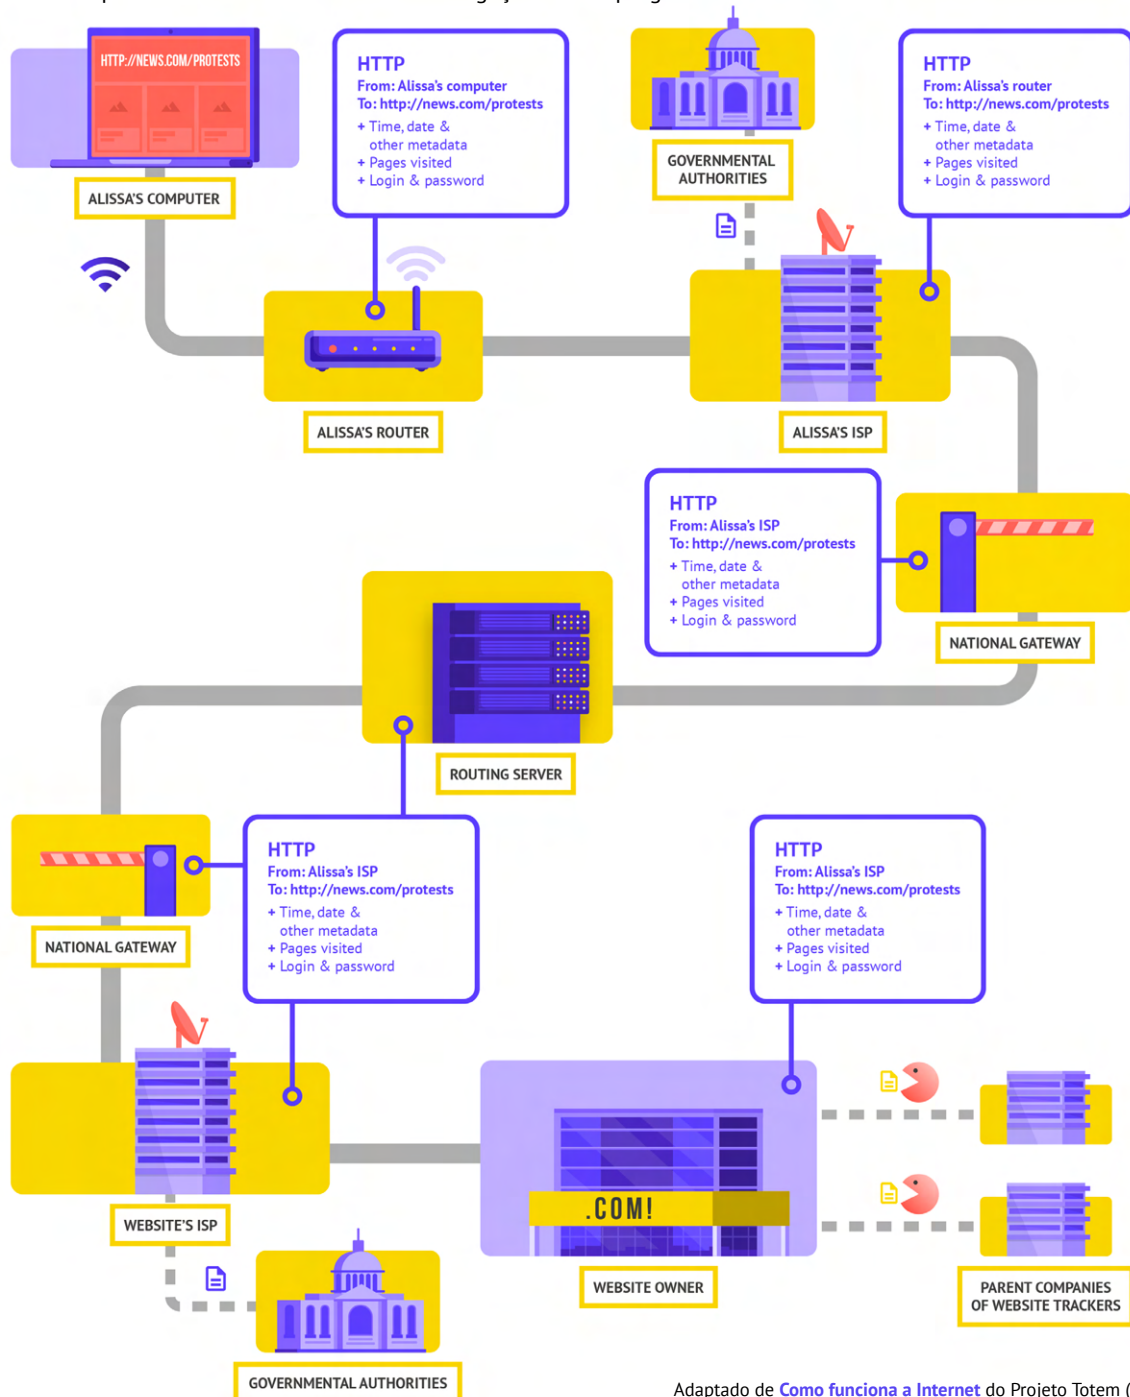 HTTP://NEWS.COM/PROTESTS
ALISSA'S COMPUTER
HTTP
From: Alissa's computer
To: http://news.com/protests
+ Time, date &
other metadata
+ Pages visited
+ Login & password
GOVERNMENTAL
AUTHORITIES
HTTP
From: Alissa's router
To: http://news.com/protests
+ Time, date &
other metadata
+ Pages visited
+ Login & password
ALISSA'S ROUTER
ALISSA'S ISP
HTTP
From: Alissa's ISP
To: http://news.com/protests
+ Time, date &
other metadata
+ Pages visited
+ Login & password
NATIONAL GATEWAY
ROUTING SERVER
NATIONAL GATEWAY
HTTP
From: Alissa's ISP
To: http://news.com/protests
+ Time, date &
other metadata
+ Pages visited
+ Login & password
HTTP
From: Alissa's ISP
To: http://news.com/protests
+ Time, date &
other metadata
+ Pages visited
+ Login & password
WEBSITE'S ISP
.COM!
WEBSITE OWNER
PARENT COMPANIES
OF WEBSITE TRACKERS
GOVERNMENTAL AUTHORITIES
Adaptado de Como funciona a Internet do Projeto Totem (